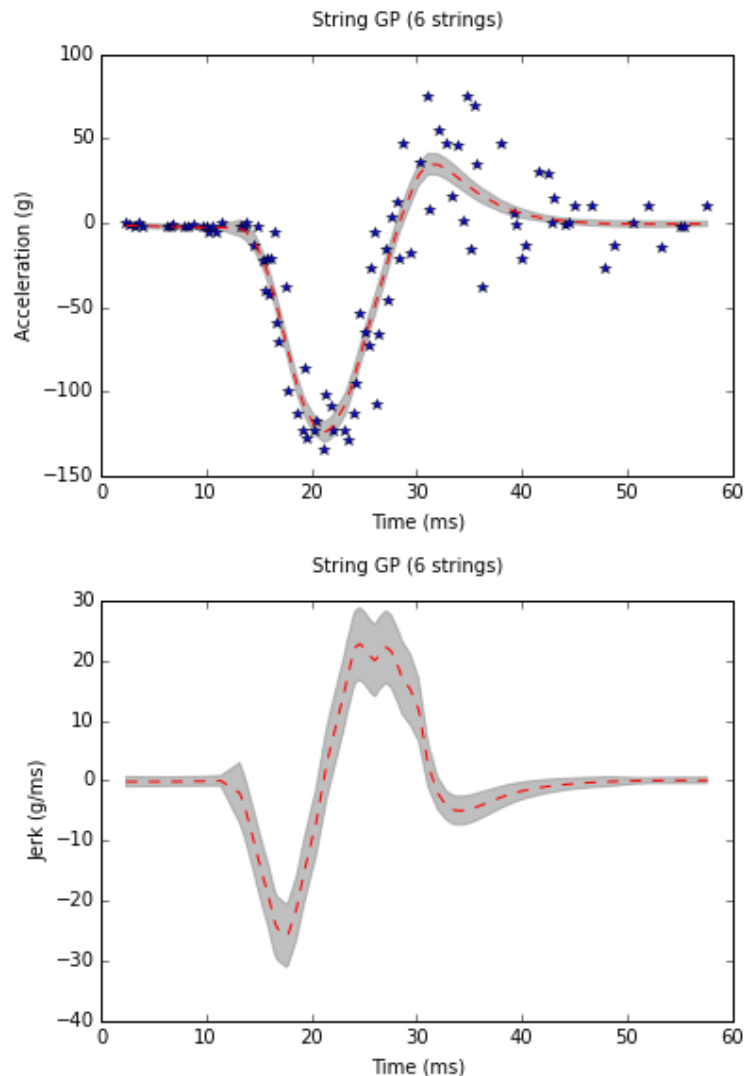 String GP (6 strings)
100
50
0
−50
−100
−150
Acceleration (g)
0 10 20 30 40 50 60
Time (ms)
String GP (6 strings)
30
20
10
0
−10
−20
−30
−40
Jerk (g/ms)
0 10 20 30 40 50 60
Time (ms)